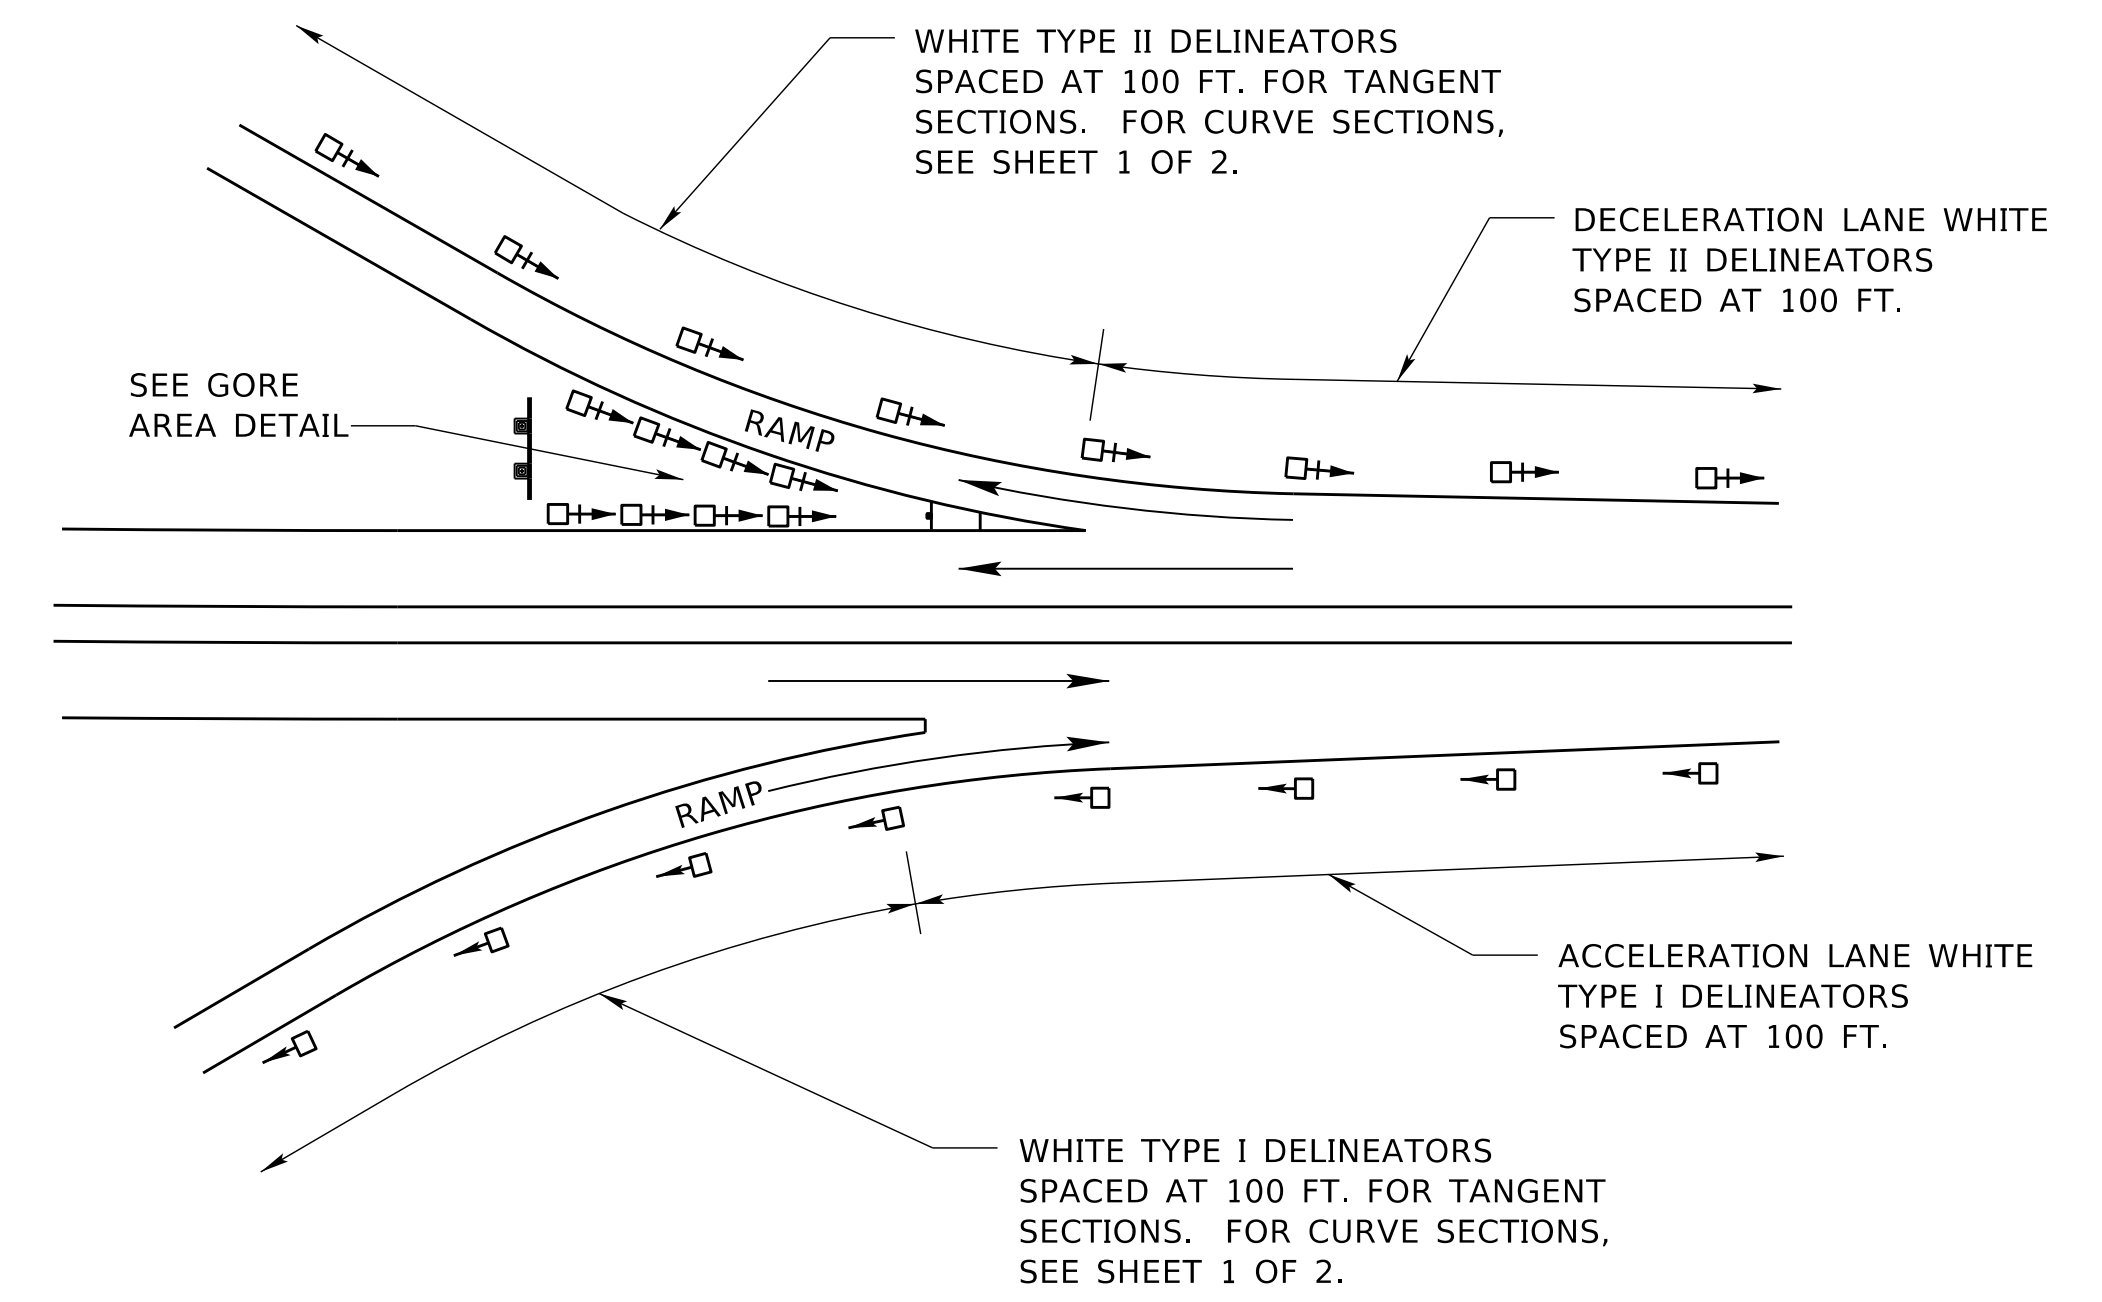 WHITE TYPE II DELINEATORS
SPACED AT 100 FT. FOR TANGENT
SECTIONS. FOR CURVE SECTIONS,
SEE SHEET 1 OF 2.
DECELERATION LANE WHITE
TYPE II DELINEATORS
SPACED AT 100 FT.
SEE GORE
AREA DETAIL
RAMP
RAMP
ACCELERATION LANE WHITE
TYPE I DELINEATORS
SPACED AT 100 FT.
WHITE TYPE I DELINEATORS
SPACED AT 100 FT. FOR TANGENT
SECTIONS. FOR CURVE SECTIONS,
SEE SHEET 1 OF 2.